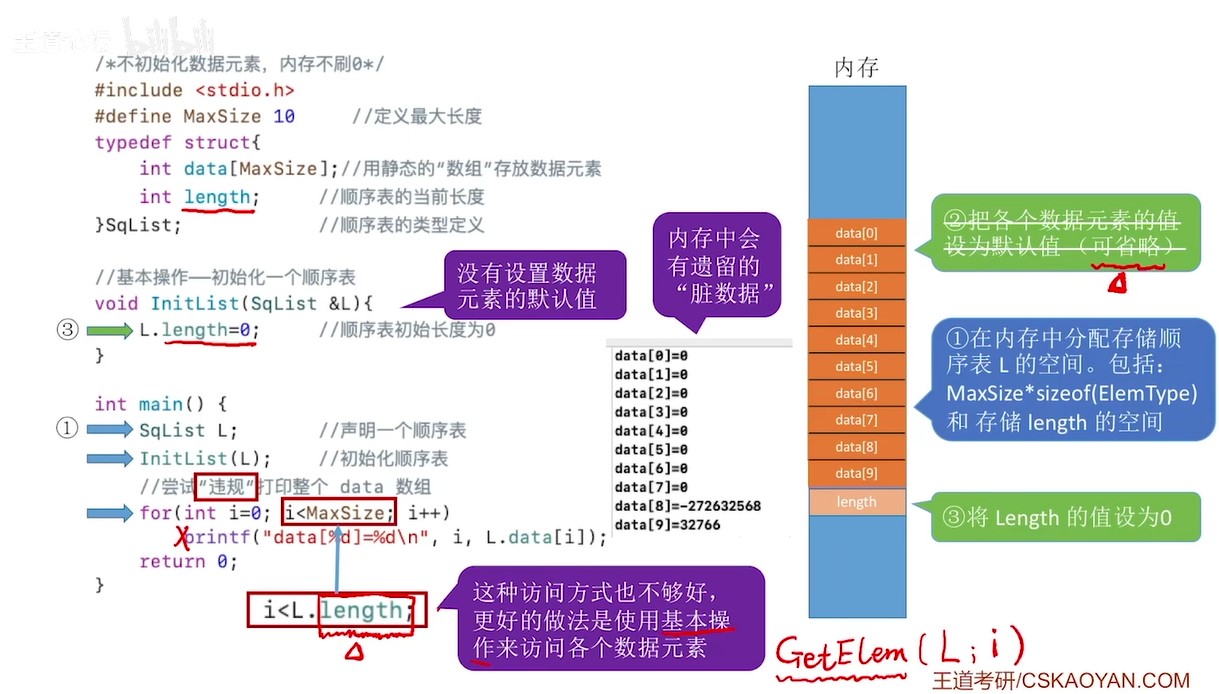 /*不初始化数据元素，内存不刷0*/
#include <stdio.h>
#define MaxSize 10 //定义最大长度
typedef struct{
int data[MaxSize];//用静态的"数组"存放数据元素
int length; //顺序表的当前长度
}SqList; //顺序表的类型定义
//基本操作——初始化一个顺序表
void InitList(SqList &L){
③ L.length=0; //顺序表初始长度为0
}
int main() {
① SqList L; //声明一个顺序表
InitList(L); //初始化顺序表
//尝试"违规"打印整个 data 数组
for(int i=0; i<MaxSize; i++)
printf("data[%d]=%d\n", i, L.data[i]);
return 0;
}
i<L.length;
没有设置数据
元素的默认值
内存中会
有遗留的
“脏数据”
data[0]=0
data[1]=0
data[2]=0
data[3]=0
data[4]=0
data[5]=0
data[6]=0
data[7]=0
data[8]=-272632568
data[9]=32766
这种访问方式也不够好，
更好的做法是使用基本操
作来访问各个数据元素
内存
data[0]
data[1]
data[2]
data[3]
data[4]
data[5]
data[6]
data[7]
data[8]
data[9]
length
②把各个数据元素的值
设为默认值（可省略）
①在内存中分配存储顺
序表 L 的空间。包括：
MaxSize*sizeof(ElemType)
和 存储 length 的空间
③将 Length 的值设为0
GetElem(L,i)
王道考研/CSKAOYAN.COM
bilibili